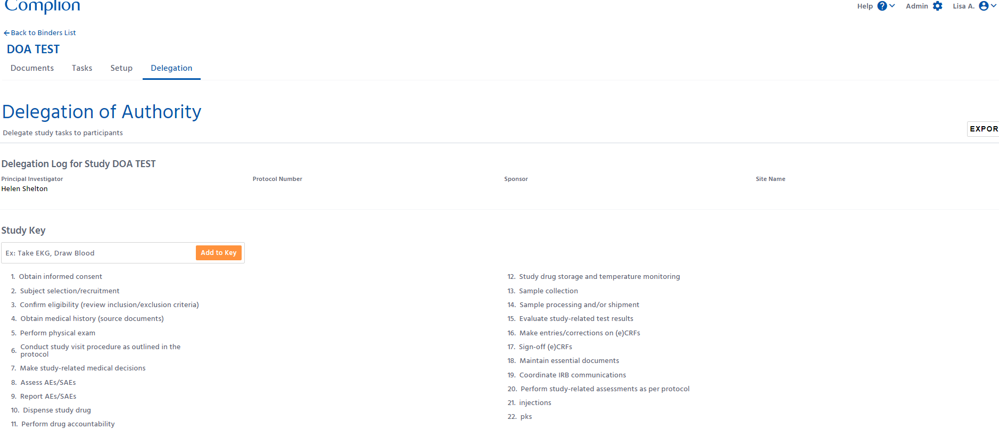 Complion
Help
Admin
Lisa A.
Back to Binders List
DOA TEST
Documents Tasks Setup Delegation
Delegation of Authority
Delegate study tasks to participants
EXPOR
Delegation Log for Study DOA TEST
Principal Investigator
Helen Shelton
Protocol Number
Sponsor
Site Name
Study Key
Ex: Take EKG, Draw Blood
Add to Key
1. Obtain informed consent
2. Subject selection/recruitment
3. Confirm eligibility (review inclusion/exclusion criteria)
4. Obtain medical history (source documents)
5. Perform physical exam
6. Conduct study visit procedure as outlined in the
protocol
7. Make study-related medical decisions
8. Assess AEs/SAEs
9. Report AEs/SAEs
10. Dispense study drug
11. Perform drug accountability
12. Study drug storage and temperature monitoring
13. Sample collection
14. Sample processing and/or shipment
15. Evaluate study-related test results
16. Make entries/corrections on (e)CRFs
17. Sign-off (e)CRFs
18. Maintain essential documents
19. Coordinate IRB communications
20. Perform study-related assessments as per protocol
21. injections
22. pks